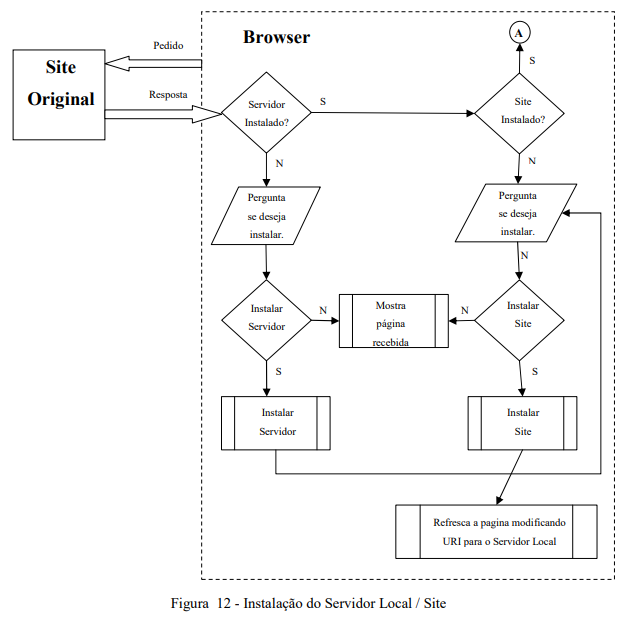 Pedido
Browser
A
Site
Original
S
Resposta
Servidor
Instalado?
S
Site
Instalado?
N
N
Pergunta
se deseja
instalar.
Pergunta
se deseja
instalar.
N
Instalar
Servidor
N
Mostra
página
recebida
N
Instalar
Site
S
S
Instalar
Servidor
Instalar
Site
Refresca a pagina modificando
URI para o Servidor Local
Figura 12 - Instalação do Servidor Local / Site